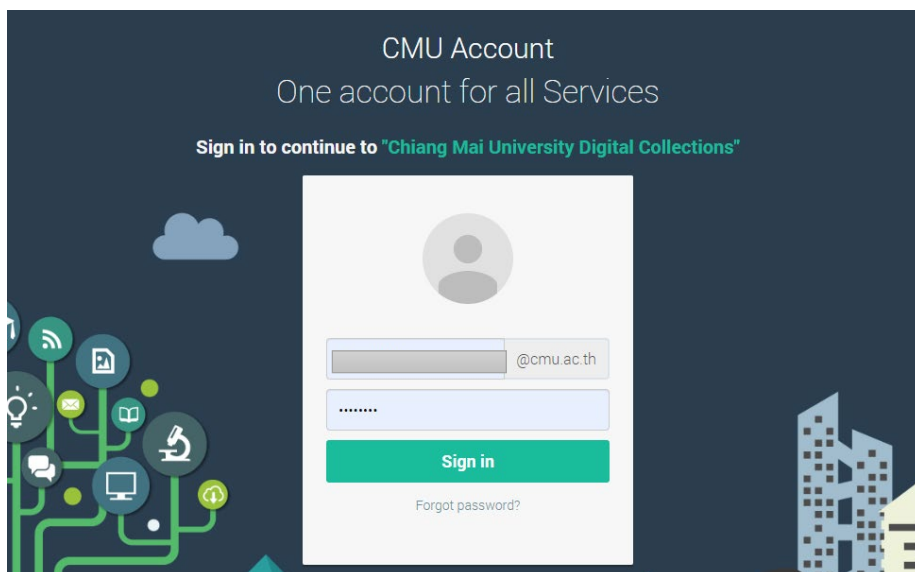 CMU Account
One account for all Services
Sign in to continue to "Chiang Mai University Digital Collections"
@cmu.ac.th
........
Sign in
Forgot password?